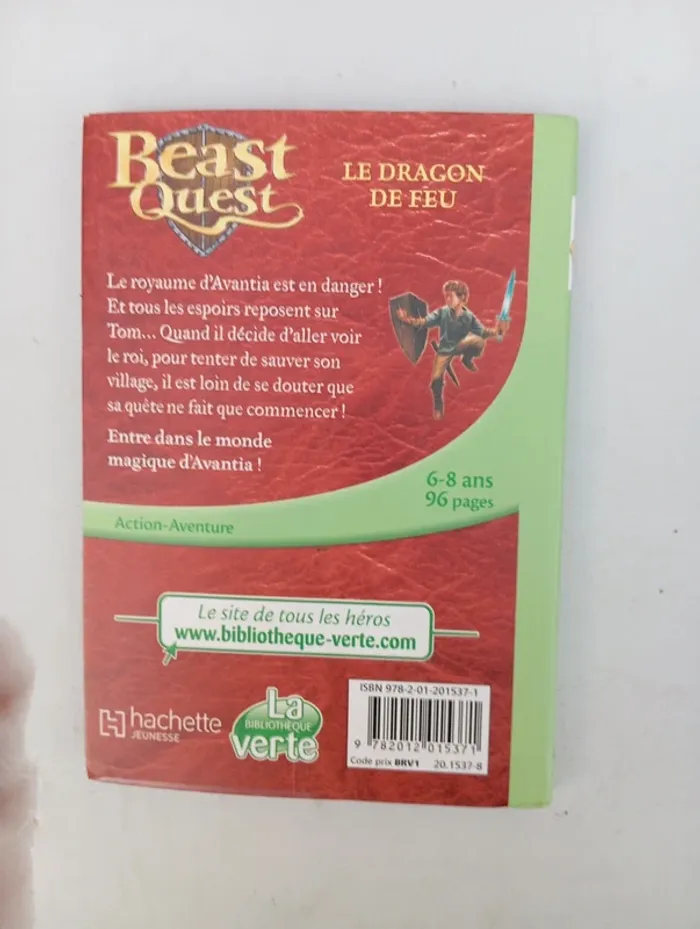 Beast
Quest
LE DRAGON
DE FEU
Le royaume d'Avantia est en danger !
Et tous les espoirs reposent sur
Tom... Quand il décide d'aller voir
le roi, pour tenter de sauver son
village, il est loin de se douter que
sa quête ne fait que commencer !
Entre dans le monde
magique d'Avantia !
6-8 ans
96 pages
Action-Aventure
Le site de tous les héros
www.bibliotheque-verte.com
hachette
JEUNESSE
La
BIBLIOTHÈQUE
verte
ISBN 978-2-01-201537-1
9 782012 015371
Code prix BRV1 20.1537-8